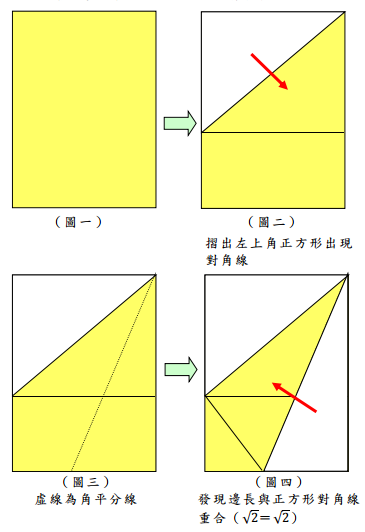 （圖一）
（圖二）
摺出左上角正方形出現
對角線
（圖三）
虛線為角平分線
（圖四）
發現邊長與正方形對角線
重合（√2＝√2）